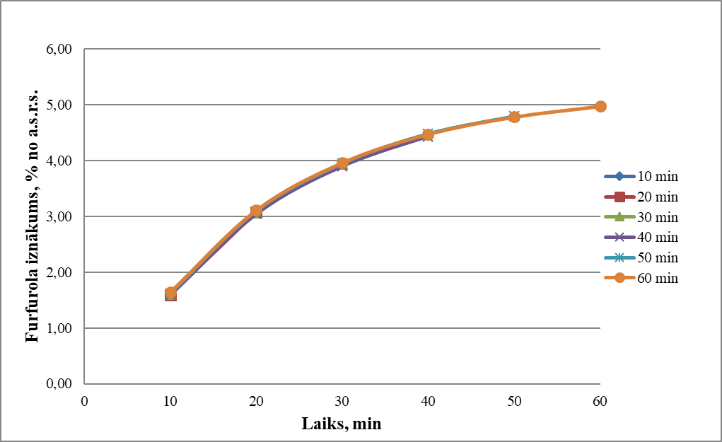 6,00
5,00
4,00
3,00
2,00
1,00
0,00
0
10
20
30
40
50
60
Furfurola iznākums, % no a.s.r.s.
Laiks, min
10 min
20 min
30 min
40 min
50 min
60 min